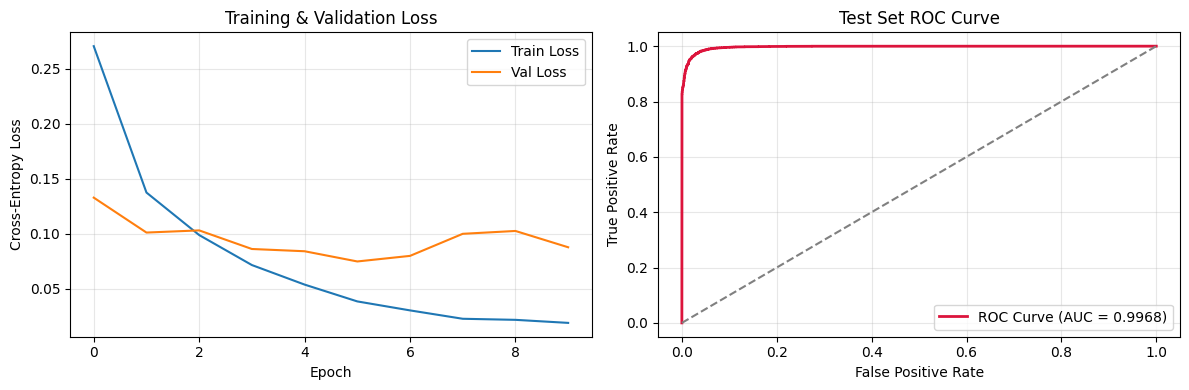 Training & Validation Loss
Cross-Entropy Loss
0.25
0.20
0.15
0.10
0.05
Train Loss
Val Loss
0
2
4
6
8
Epoch
Test Set ROC Curve
True Positive Rate
1.0
0.8
0.6
0.4
0.2
0.0
ROC Curve (AUC = 0.9968)
0.0
0.2
0.4
0.6
0.8
1.0
False Positive Rate